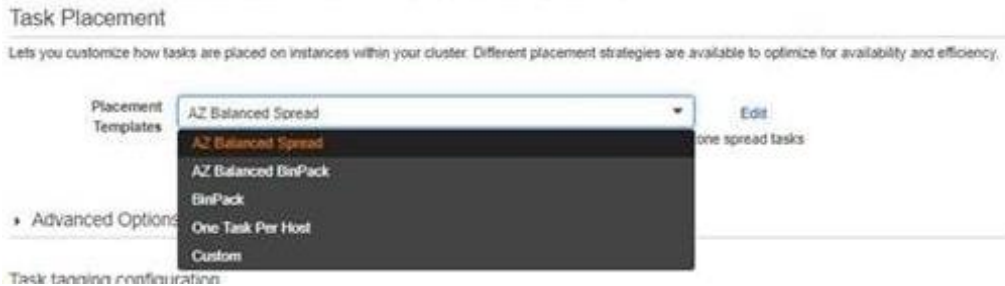 Task Placement
Lets you customize how tasks are placed on instances within your cluster. Different placement strategies are available to optimize for availability and efficiency.
Placement
Templates
AZ Balanced Spread
Edit
AZ Balanced Spread
one spread tasks
AZ Balanced BinPack
BinPack
Advanced Options
One Task Per Host
Custom
Task tagging configuration